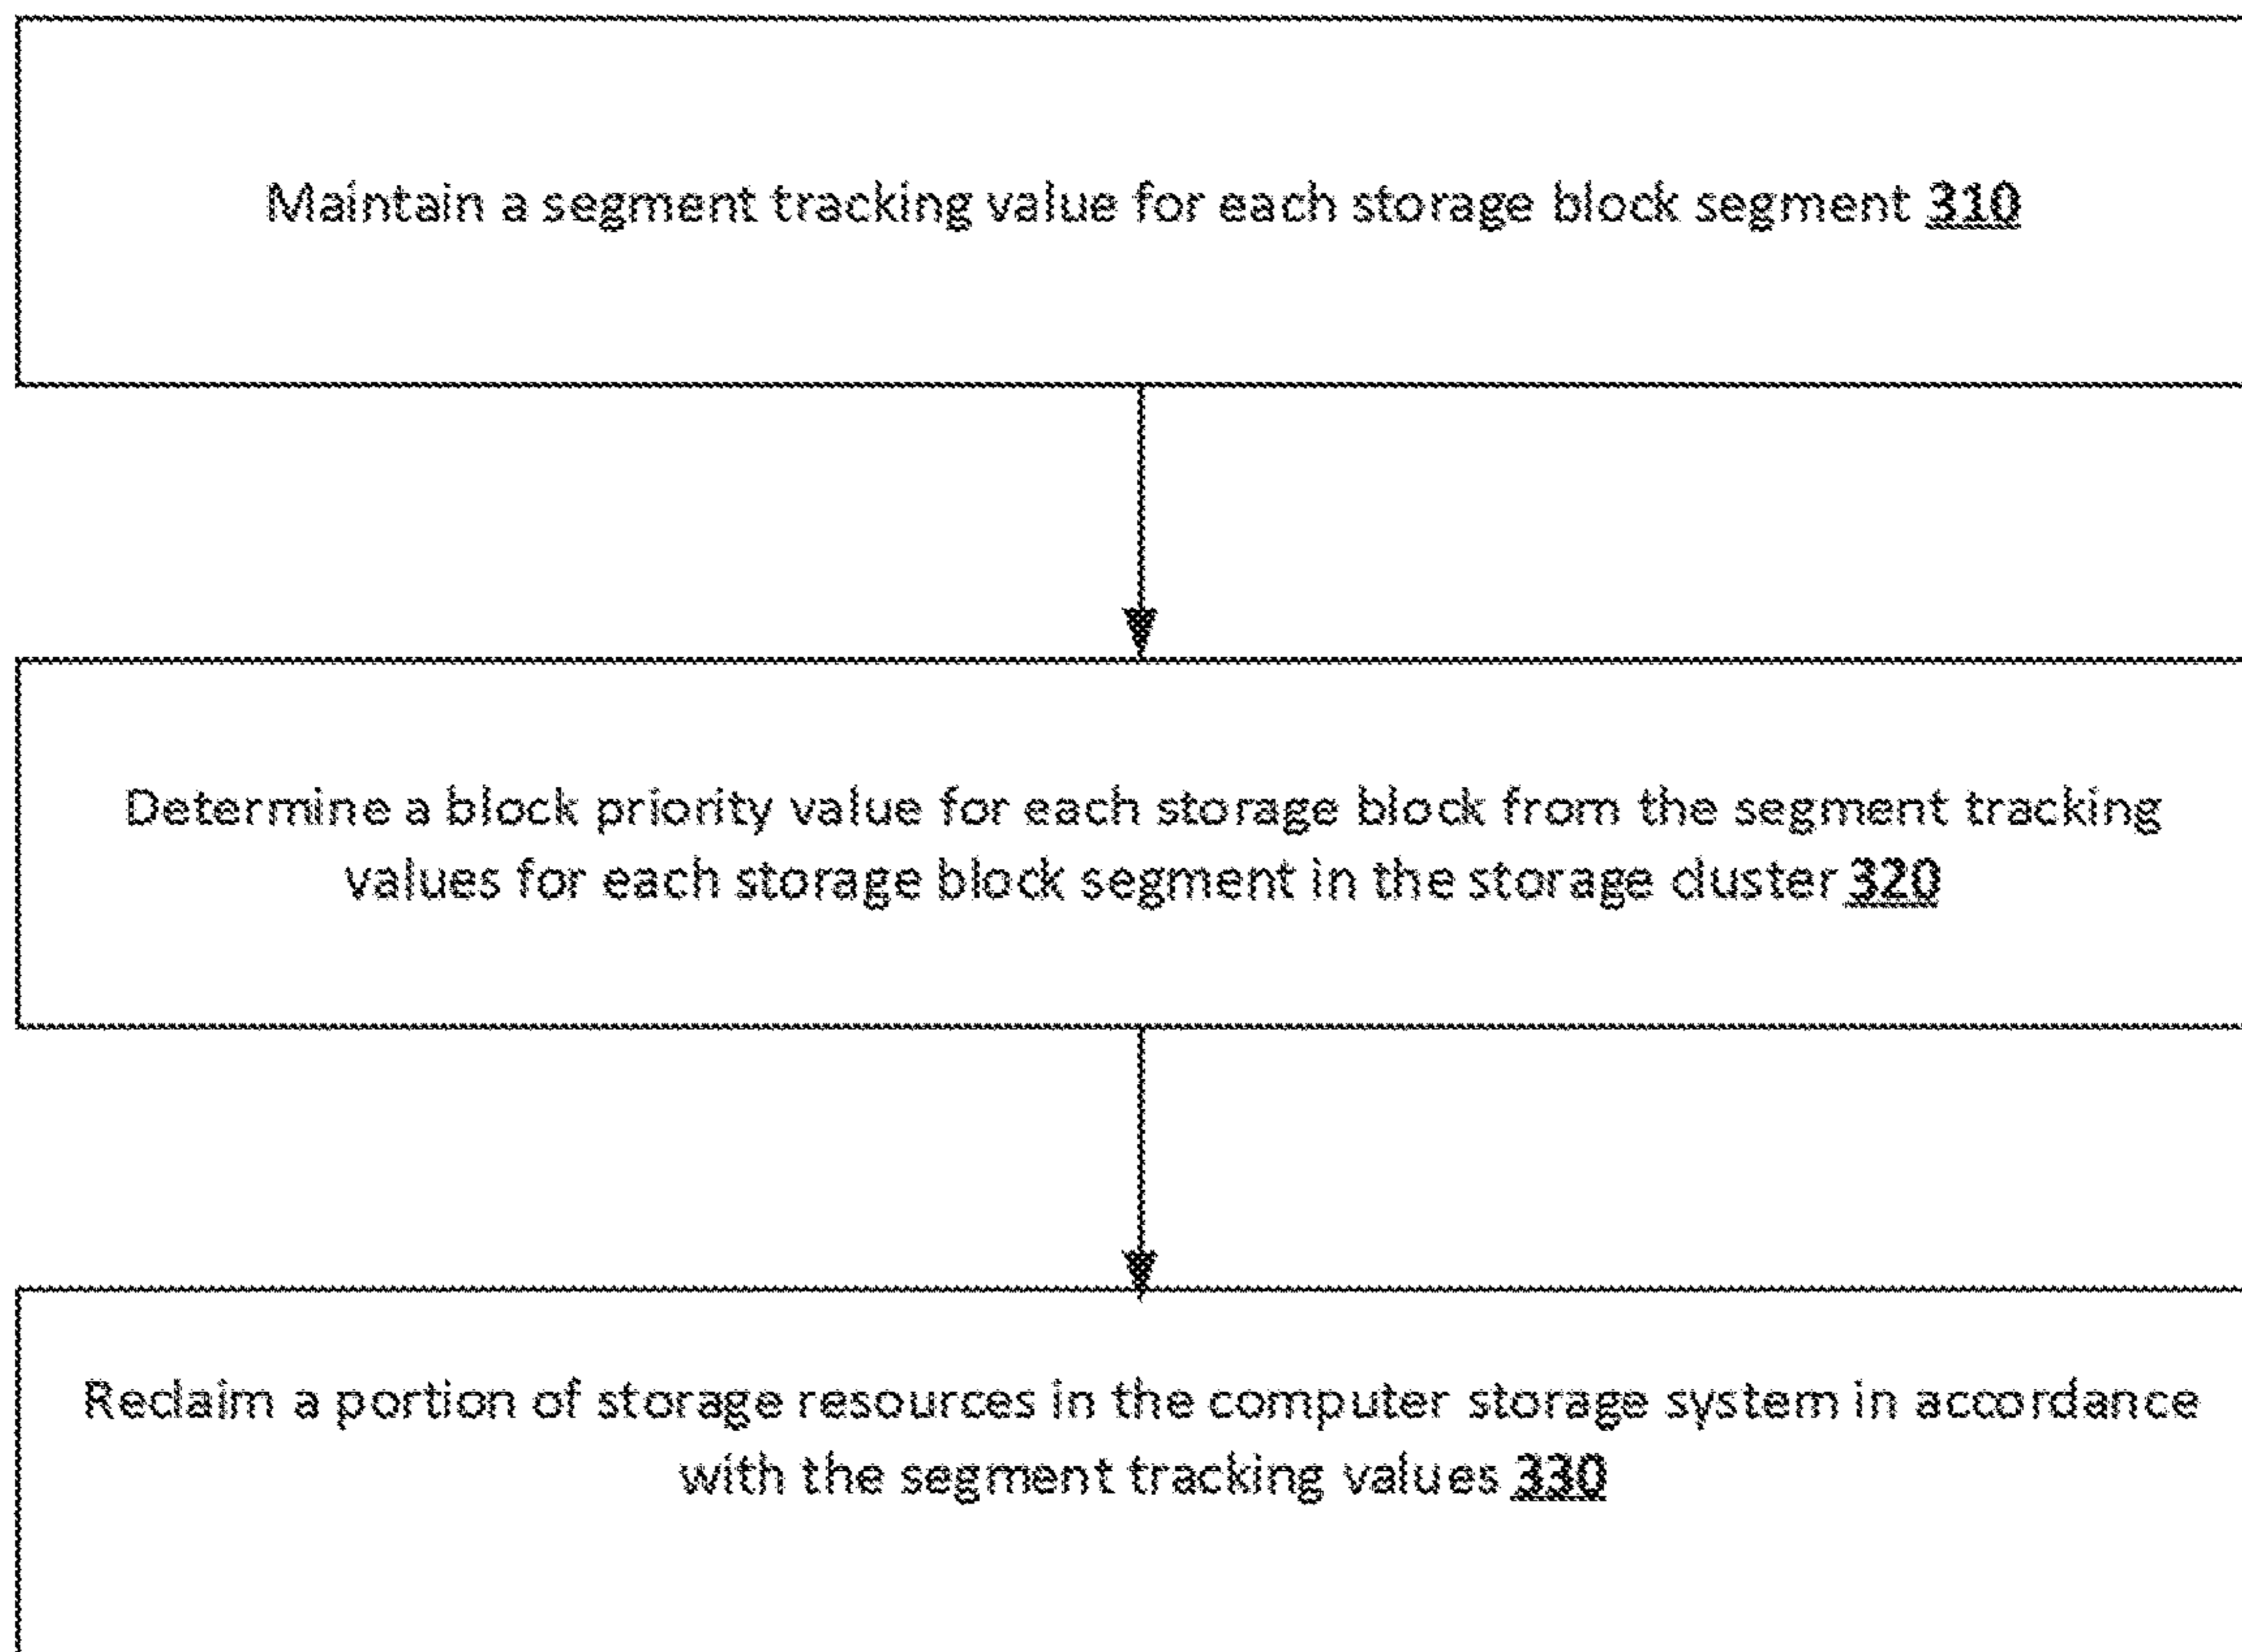 Maintain a segment tracking value for each storage block segment 310
Determine a block priority value for each storage block from the segment tracking
values for each storage block segment in the storage cluster 320
Reclaim a portion of storage resources in the computer storage system in accordance
with the segment tracking values 330